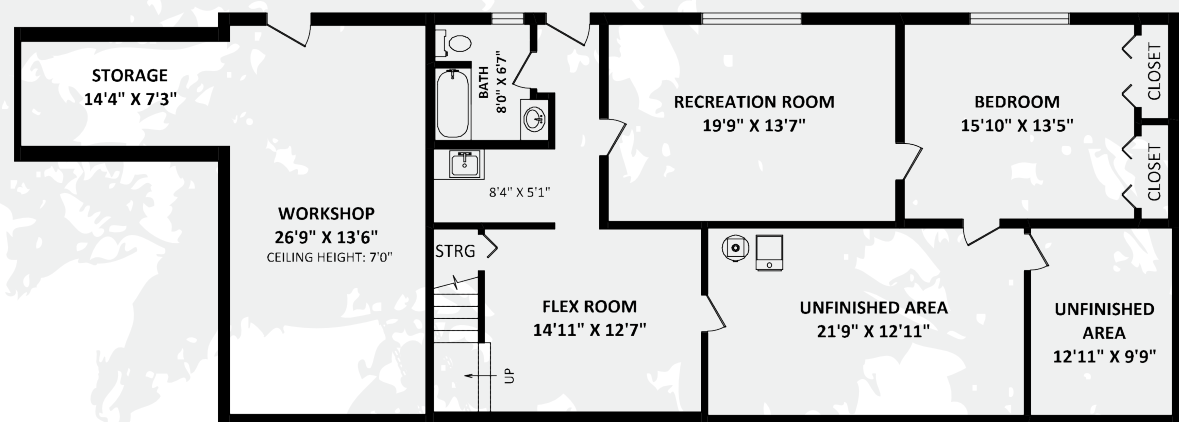 STORAGE
14'4" X 7'3"
WORKSHOP
26'9" X 13'6"
CEILING HEIGHT: 7'0"
BATH
8'0" X 6'7"
8'4" X 5'1"
STRG
UP
FLEX ROOM
14'11" X 12'7"
RECREATION ROOM
19'9" X 13'7"
BEDROOM
15'10" X 13'5"
CLOSET
CLOSET
UNFINISHED AREA
21'9" X 12'11"
UNFINISHED
AREA
12'11" X 9'9"